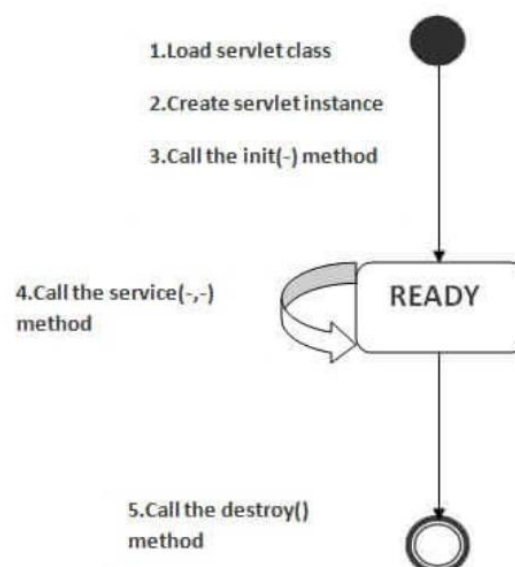 1.Load servlet class
2.Create servlet instance
3.Call the init(-) method
4.Call the service(-,-)
method
READY
5.Call the destroy()
method